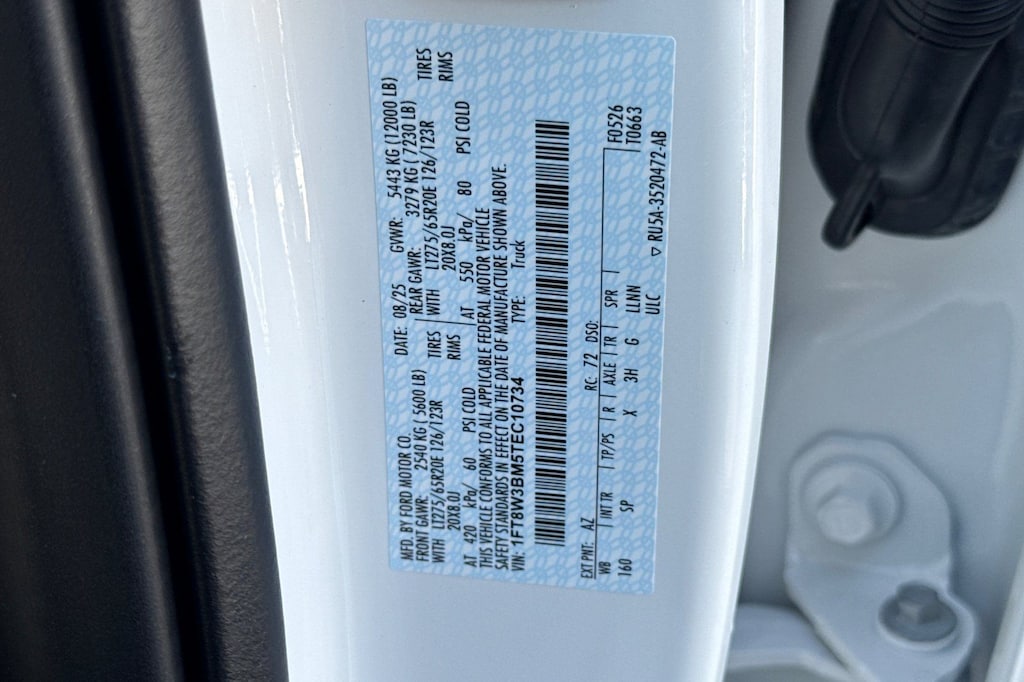 MFD. BY FORD MOTOR CO.
DATE: 08/25 GVWR: 5443 KG (12000 LB)
FRONT GAWR: 2540 KG ( 5600 LB)
REAR GAWR: 3279 KG ( 7230 LB)
WITH LT275/65R20E 126/123R TIRES
WITH LT275/65R20E 126/123R TIRES
20X8.0J RIMS
20X8.0J RIMS
AT 420 kPa/ 60 PSI COLD
AT 550 kPa/ 80 PSI COLD
THIS VEHICLE CONFORMS TO ALL APPLICABLE FEDERAL MOTOR VEHICLE
SAFETY STANDARDS IN EFFECT ON THE DATE OF MANUFACTURE SHOWN ABOVE.
VIN: 1FT8W3BM5TEC10734 TYPE: Truck
EXT PNT: AZ RC: 72 DSO:
F0526
WB INTR TP/PS R AXLE TR SPR
T0663
160 SP X 3H G LLNN
ULC ▽ RU5A-3520472-AB